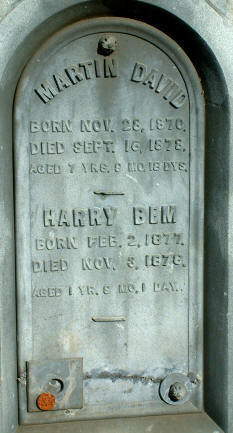 MARTIN DAVID
BORN NOV. 28, 1870.
DIED SEPT. 16, 1878.
AGED 7 YRS. 9 MO. 18 DYS.
HARRY BEM
BORN FEB. 2, 1877.
DIED NOV. 3, 1878.
AGED 1 YR. 9 MO. 1 DAY.